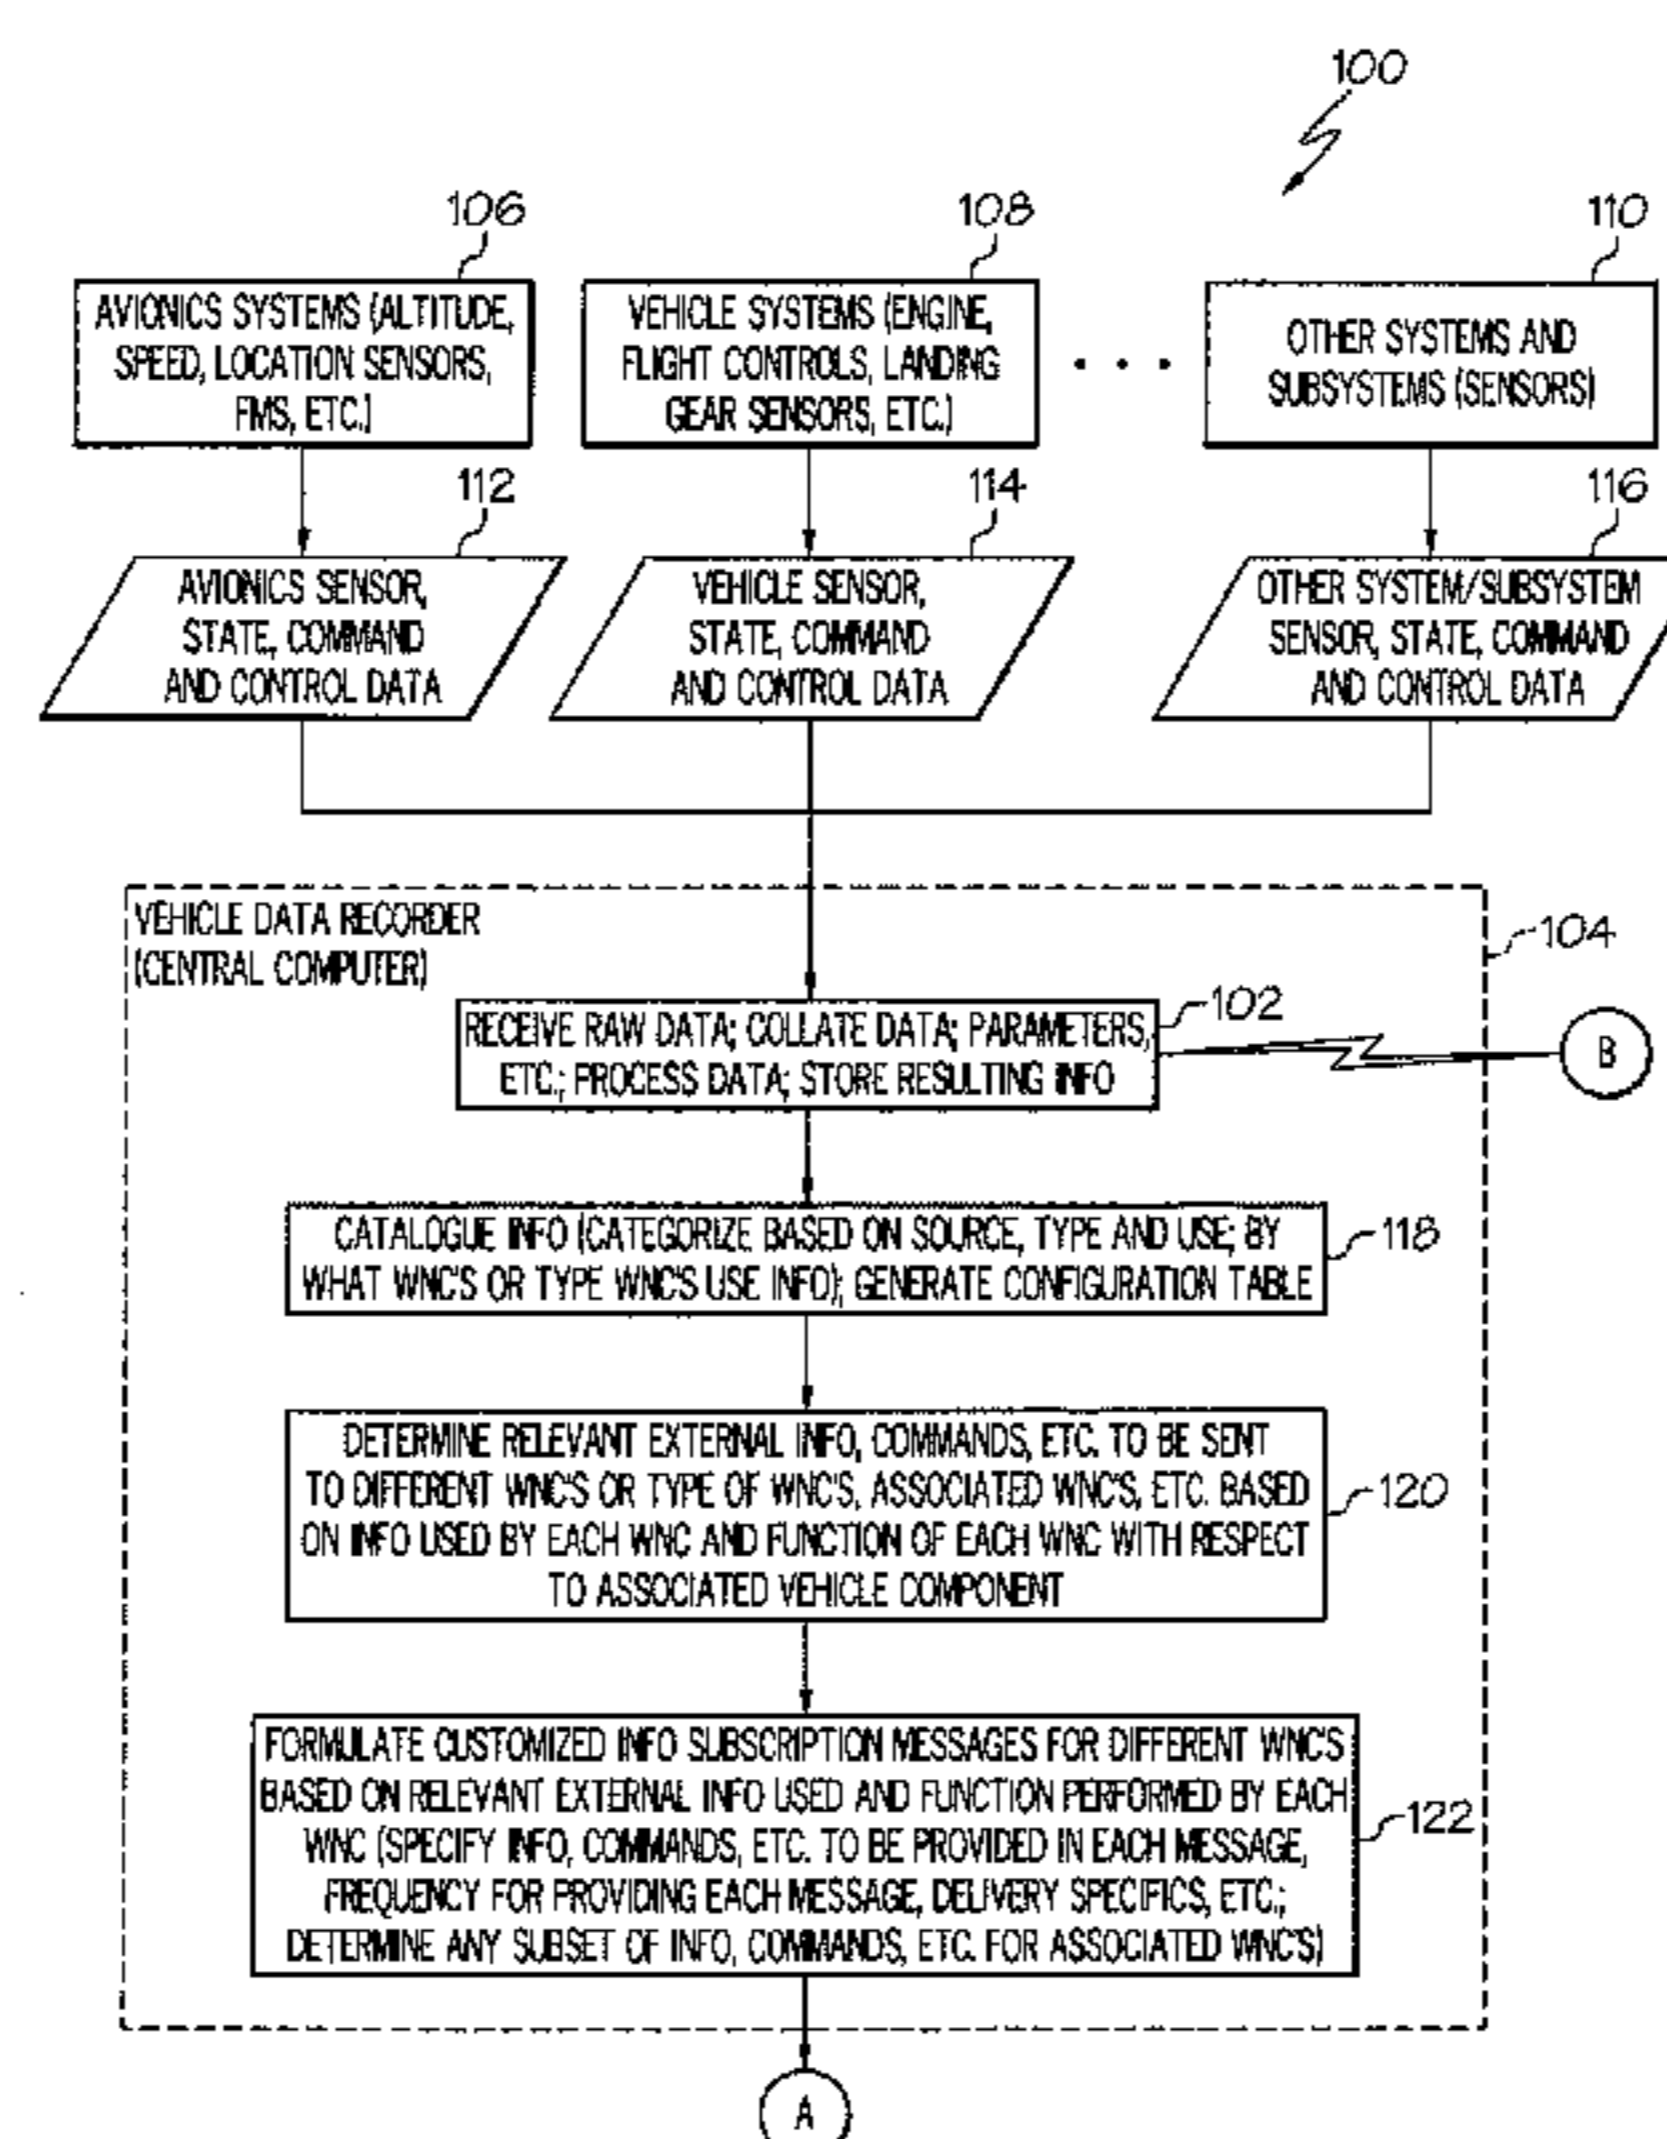 100
106
108
110
AVIONICS SYSTEMS (ALTITUDE,
SPEED, LOCATION SENSORS,
FMS, ETC.)
VEHICLE SYSTEMS (ENGINE,
FLIGHT CONTROLS, LANDING
GEAR SENSORS, ETC.)
• • •
OTHER SYSTEMS AND
SUBSYSTEMS (SENSORS)
112
114
116
AVIONICS SENSOR,
STATE, COMMAND
AND CONTROL DATA
VEHICLE SENSOR,
STATE, COMMAND
AND CONTROL DATA
OTHER SYSTEM/SUBSYSTEM
SENSOR, STATE, COMMAND
AND CONTROL DATA
VEHICLE DATA RECORDER
(CENTRAL COMPUTER)
104
102
RECEIVE RAW DATA; COLLATE DATA; PARAMETERS,
ETC.; PROCESS DATA; STORE RESULTING INFO
B
CATALOGUE INFO (CATEGORIZE BASED ON SOURCE, TYPE AND USE; BY
WHAT WNC'S OR TYPE WNC'S USE INFO); GENERATE CONFIGURATION TABLE
118
DETERMINE RELEVANT EXTERNAL INFO, COMMANDS, ETC. TO BE SENT
TO DIFFERENT WNC'S OR TYPE OF WNC'S, ASSOCIATED WNC'S, ETC. BASED
ON INFO USED BY EACH WNC AND FUNCTION OF EACH WNC WITH RESPECT
TO ASSOCIATED VEHICLE COMPONENT
120
FORMULATE CUSTOMIZED INFO SUBSCRIPTION MESSAGES FOR DIFFERENT WNC'S
BASED ON RELEVANT EXTERNAL INFO USED AND FUNCTION PERFORMED BY EACH
WNC (SPECIFY INFO, COMMANDS, ETC. TO BE PROVIDED IN EACH MESSAGE,
FREQUENCY FOR PROVIDING EACH MESSAGE, DELIVERY SPECIFICS, ETC.;
DETERMINE ANY SUBSET OF INFO, COMMANDS, ETC. FOR ASSOCIATED WNC'S)
122
A